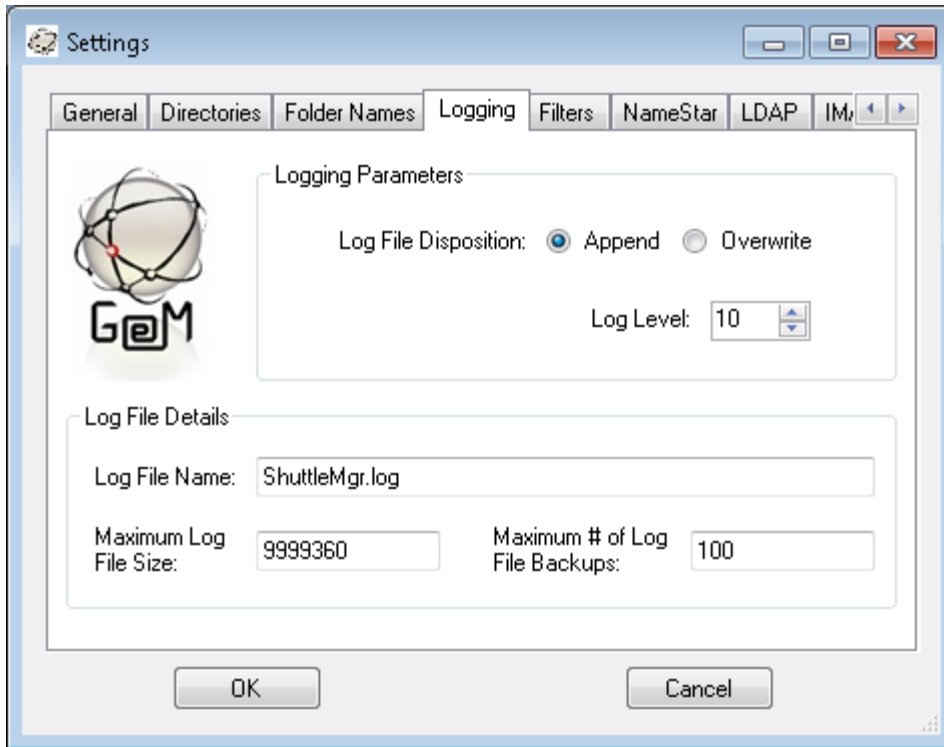 Settings
General Directories Folder Names Logging Filters NameStar LDAP
G@M
Logging Parameters
Log File Disposition: Append Overwrite
Log Level: 10
Log File Details
Log File Name: ShuttleMgr.log
Maximum Log File Size: 9999360
Maximum # of Log File Backups: 100
OK Cancel